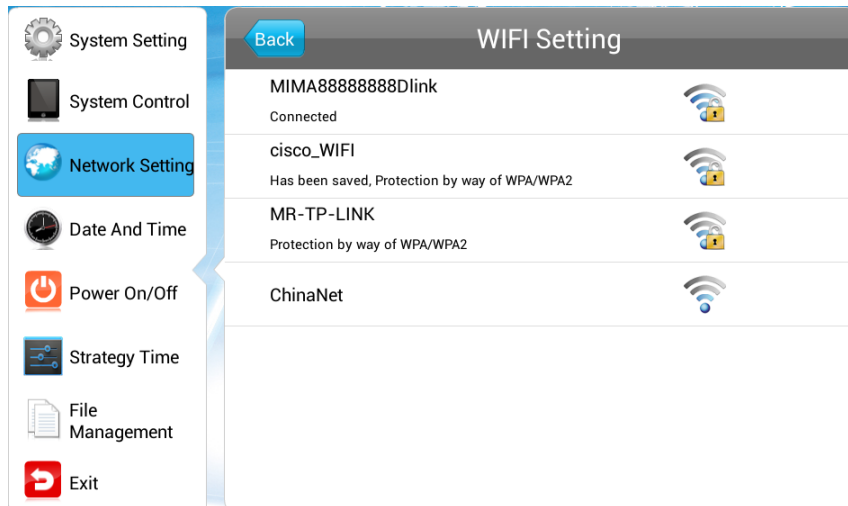 System Setting
System Control
Network Setting
Date And Time
Power On/Off
Strategy Time
File
Management
Exit
Back
WIFI Setting
MIMA88888888Dlink
Connected
cisco_WIFI
Has been saved, Protection by way of WPA/WPA2
MR-TP-LINK
Protection by way of WPA/WPA2
ChinaNet